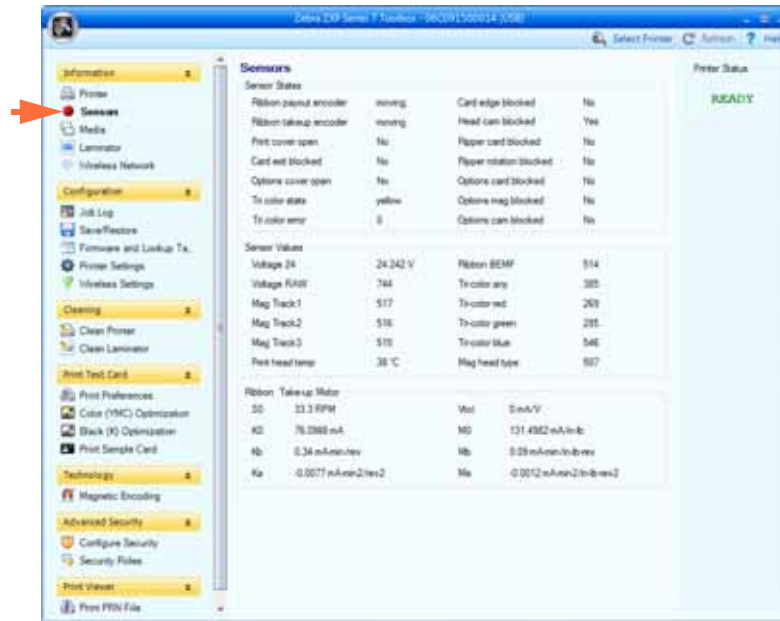 Zebra ZXP Series 7 Toolbox - 06C091500014 (USB)
Select Printer Refresh ? Help
Information
Printer
Sensors
Media
Laminator
Wireless Network
Configuration
Job Log
Save/Restore
Firmware and Lookup Ta..
Printer Settings
Wireless Settings
Cleaning
Clean Printer
Clean Laminator
Print Test Card
Print Preferences
Color (YMC) Optimization
Black (K) Optimization
Print Sample Card
Technology
Magnetic Encoding
Advanced Security
Configure Security
Security Roles
Print Viewer
Print PRN File
Sensors
Sensor States
Ribbon payout encoder moving Card edge blocked No
Ribbon takeup encoder moving Head cam blocked Yes
Print cover open No Flipper card blocked No
Card exit blocked No Flipper rotation blocked No
Options cover open No Options card blocked No
Tri color state yellow Options mag blocked No
Tri color error 0 Options cam blocked No
Sensor Values
Voltage 24 24.242 V Ribbon BEMF 514
Voltage RAW 744 Tri-color any 385
Mag Track1 517 Tri-color red 269
Mag Track2 516 Tri-color green 285
Mag Track3 515 Tri-color blue 546
Print head temp 38 °C Mag head type 507
Ribbon Take-up Motor
S0 33.3 RPM Vtcl 0 mA/V
K0 76.0988 mA M0 131.4982 mA/in-lb
Kb 0.34 mA-min/rev Mb 0.09 mA-min/in-lb-rev
Ka -0.0077 mA-min2/rev2 Ma -0.0012 mA-min2/in-lb-rev2
Printer Status
READY